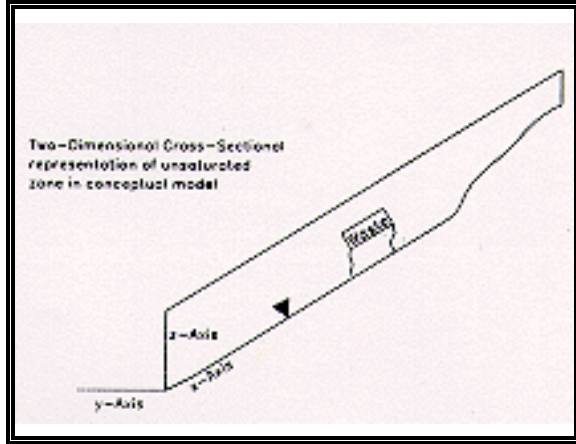 Two-Dimensional Cross-Sectional
representation of unsaturated
zone in conceptual model
Waste
z-Axis
x-Axis
y-Axis